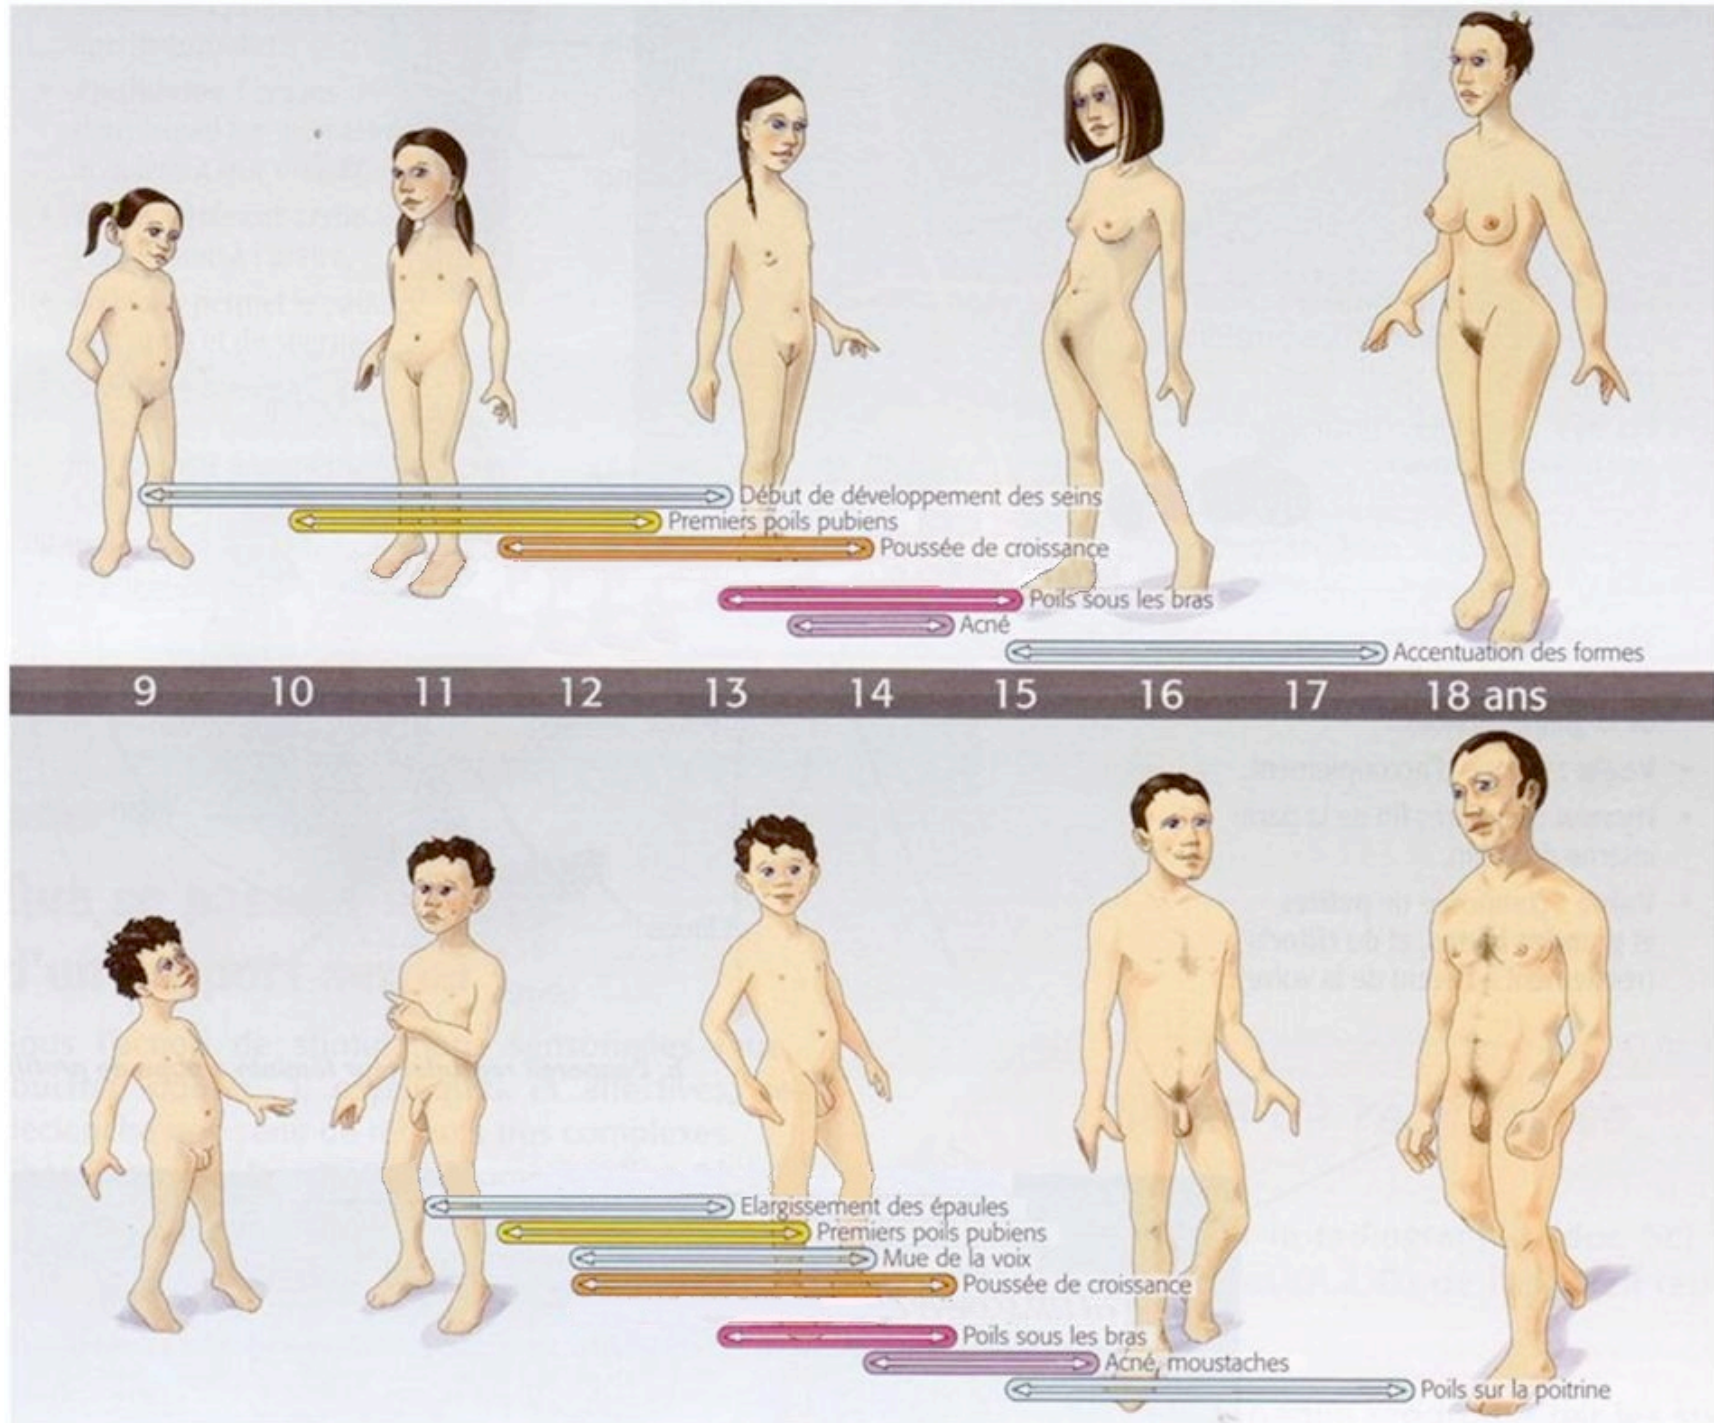 Début de développement des seins
Premiers poils pubiens
Poussée de croissance
Poils sous les bras
Acné
Accentuation des formes
9 10 11 12 13 14 15 16 17 18 ans
Elargissement des épaules
Premiers poils pubiens
Mue de la voix
Poussée de croissance
Poils sous les bras
Acné, moustaches
Poils sur la poitrine